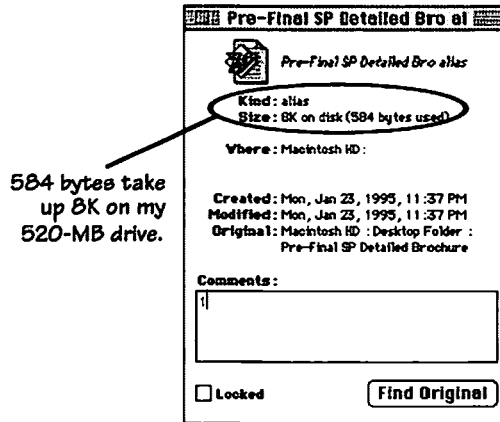 Pre-Final SP Detailed Bro al
Pre-Final SP Detailed Bro alias
Kind: alias
Size: 8K on disk (584 bytes used)
Where: Macintosh HD:
584 bytes take
up 8K on my
520-MB drive.
Created: Mon, Jan 23, 1995, 11:37 PM
Modified: Mon, Jan 23, 1995, 11:37 PM
Original: Macintosh HD : Desktop Folder :
Pre-Final SP Detailed Brochure
Comments:
Locked
Find Original